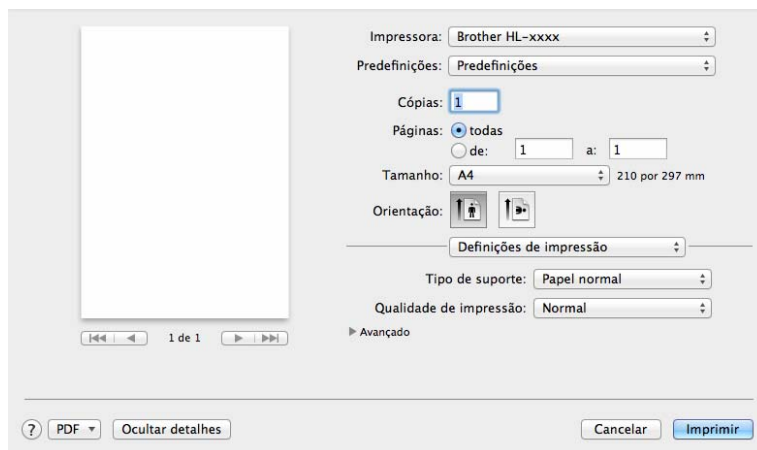 Impressora: Brother HL-xxxx
Predefinições: Predefinições
Cópias: 1
Páginas: todas
de: 1 a: 1
Tamanho: A4 210 por 297 mm
Orientação:
Definições de impressão
Tipo de suporte: Papel normal
Qualidade de impressão: Normal
1 de 1
Avançado
? PDF Ocultar detalhes Cancelar Imprimir